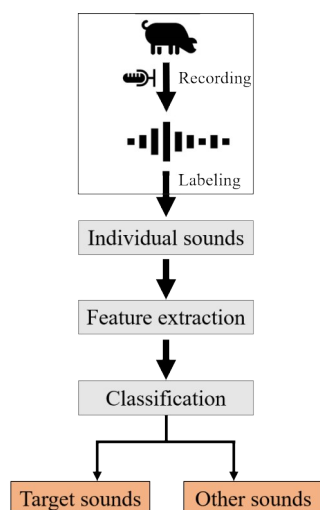 Recording
Labeling
Individual sounds
Feature extraction
Classification
Target sounds
Other sounds